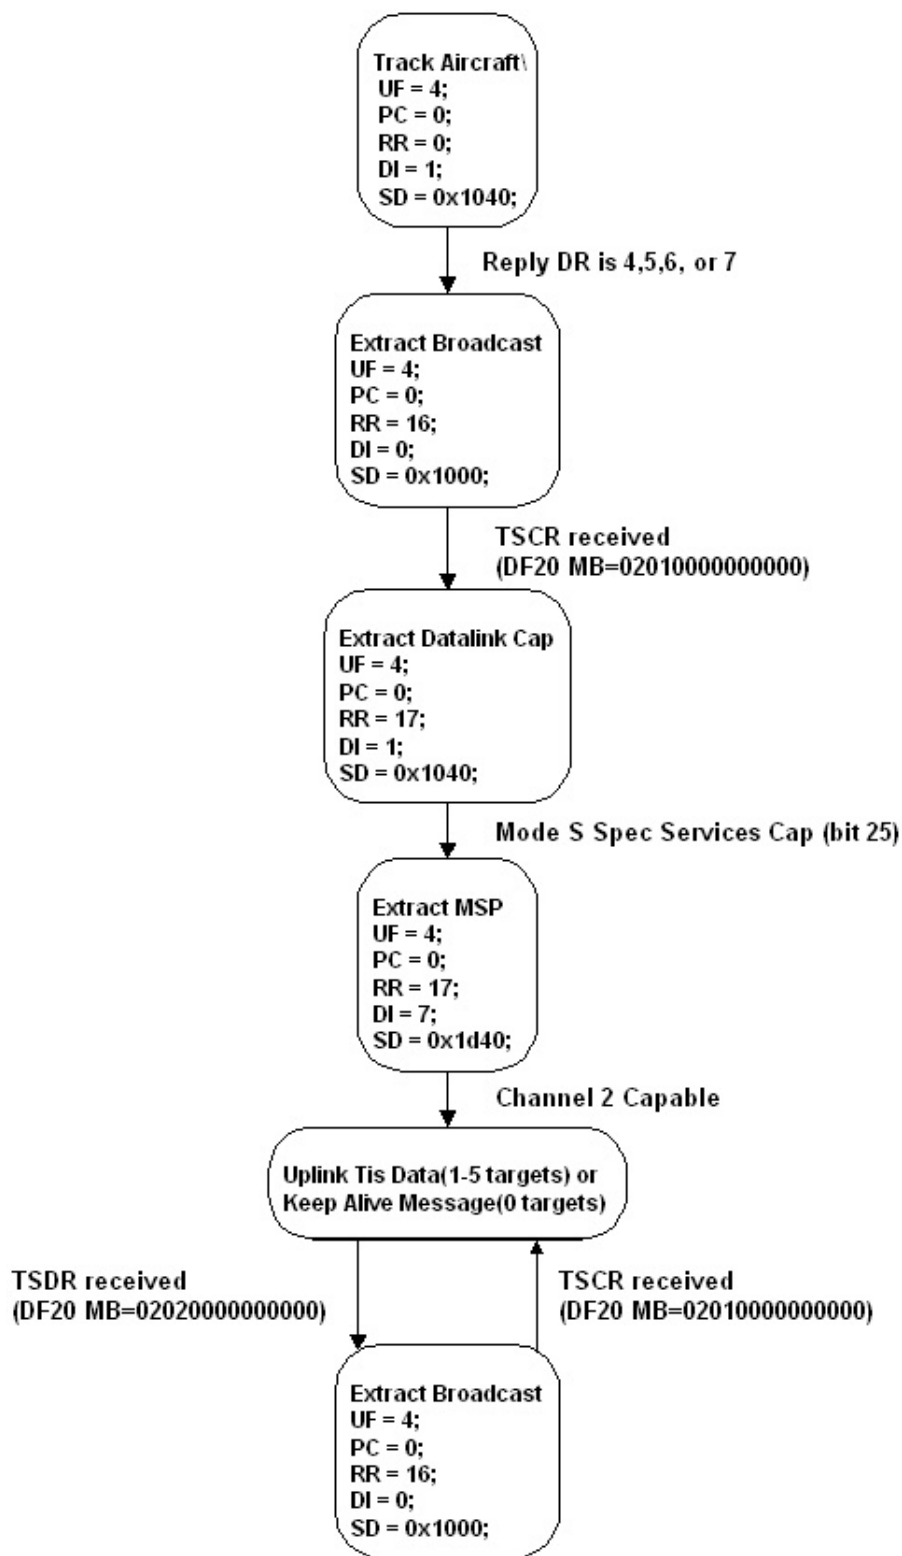 Track Aircraft\
UF = 4;
PC = 0;
RR = 0;
DI = 1;
SD = 0x1040;
Reply DR is 4,5,6, or 7
Extract Broadcast
UF = 4;
PC = 0;
RR = 16;
DI = 0;
SD = 0x1000;
TSCR received
(DF20 MB=02010000000000)
Extract Datalink Cap
UF = 4;
PC = 0;
RR = 17;
DI = 1;
SD = 0x1040;
Mode S Spec Services Cap (bit 25)
Extract MSP
UF = 4;
PC = 0;
RR = 17;
DI = 7;
SD = 0x1d40;
Channel 2 Capable
Uplink Tis Data(1-5 targets) or
Keep Alive Message(0 targets)
TSDR received
(DF20 MB=02020000000000)
TSCR received
(DF20 MB=02010000000000)
Extract Broadcast
UF = 4;
PC = 0;
RR = 16;
DI = 0;
SD = 0x1000;